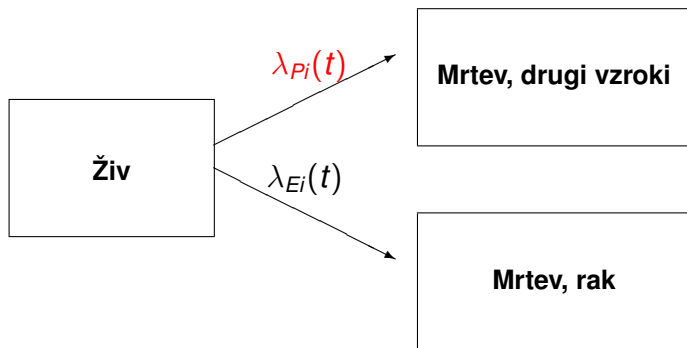 λPi(t)
Mrtev, drugi vzroki
Živ
λEi(t)
Mrtev, rak